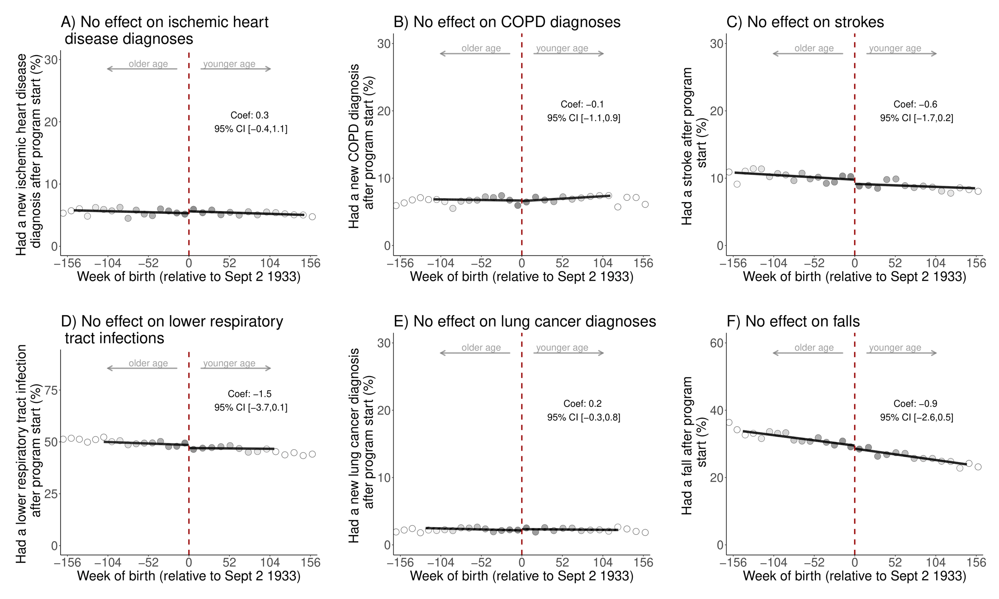 A) No effect on ischemic heart
disease diagnoses
Had a new ischemic heart disease
diagnosis after program start (%)
30
20
10
0
older age
younger age
Coef: 0.3
95% CI [−0.4,1.1]
−156 −104 −52 0 52 104 156
Week of birth (relative to Sept 2 1933)
B) No effect on COPD diagnoses
Had a new COPD diagnosis
after program start (%)
30
20
10
0
older age
younger age
Coef: −0.1
95% CI [−1.1,0.9]
−156 −104 −52 0 52 104 156
Week of birth (relative to Sept 2 1933)
C) No effect on strokes
Had a stroke after program
start (%)
30
20
10
0
older age
younger age
Coef: −0.6
95% CI [−1.7,0.2]
−156 −104 −52 0 52 104 156
Week of birth (relative to Sept 2 1933)
D) No effect on lower respiratory
tract infections
Had a lower respiratory tract infection
after program start (%)
75
50
25
0
older age
younger age
Coef: −1.5
95% CI [−3.7,0.1]
−156 −104 −52 0 52 104 156
Week of birth (relative to Sept 2 1933)
E) No effect on lung cancer diagnoses
Had a new lung cancer diagnosis
after program start (%)
30
20
10
0
older age
younger age
Coef: 0.2
95% CI [−0.3,0.8]
−156 −104 −52 0 52 104 156
Week of birth (relative to Sept 2 1933)
F) No effect on falls
Had a fall after program
start (%)
60
40
20
0
older age
younger age
Coef: −0.9
95% CI [−2.6,0.5]
−156 −104 −52 0 52 104 156
Week of birth (relative to Sept 2 1933)